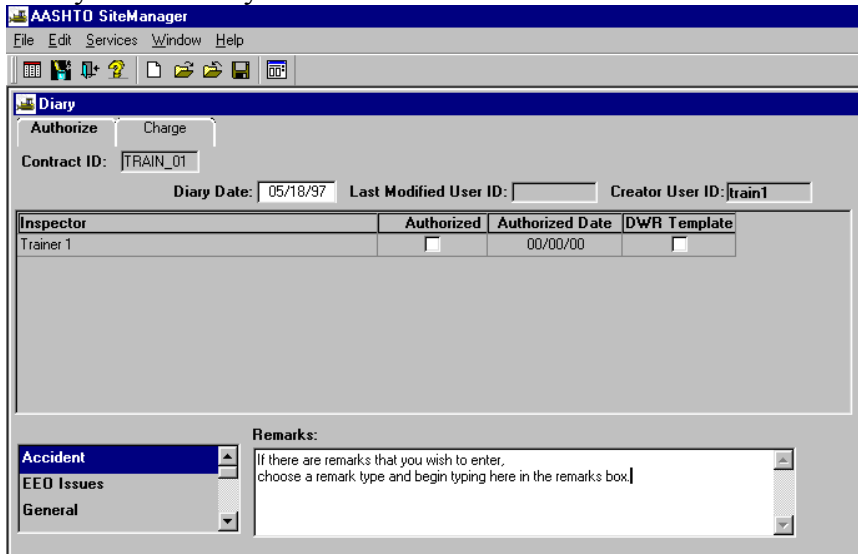 AASHTO SiteManager
File Edit Services Window Help
Diary
Authorize Charge
Contract ID: TRAIN_01
Diary Date: 05/18/97 Last Modified User ID: Creator User ID: train1
Inspector Authorized Authorized Date DWR Template
Trainer 1 00/00/00
Remarks:
Accident
EEO Issues
General
If there are remarks that you wish to enter,
choose a remark type and begin typing here in the remarks box.